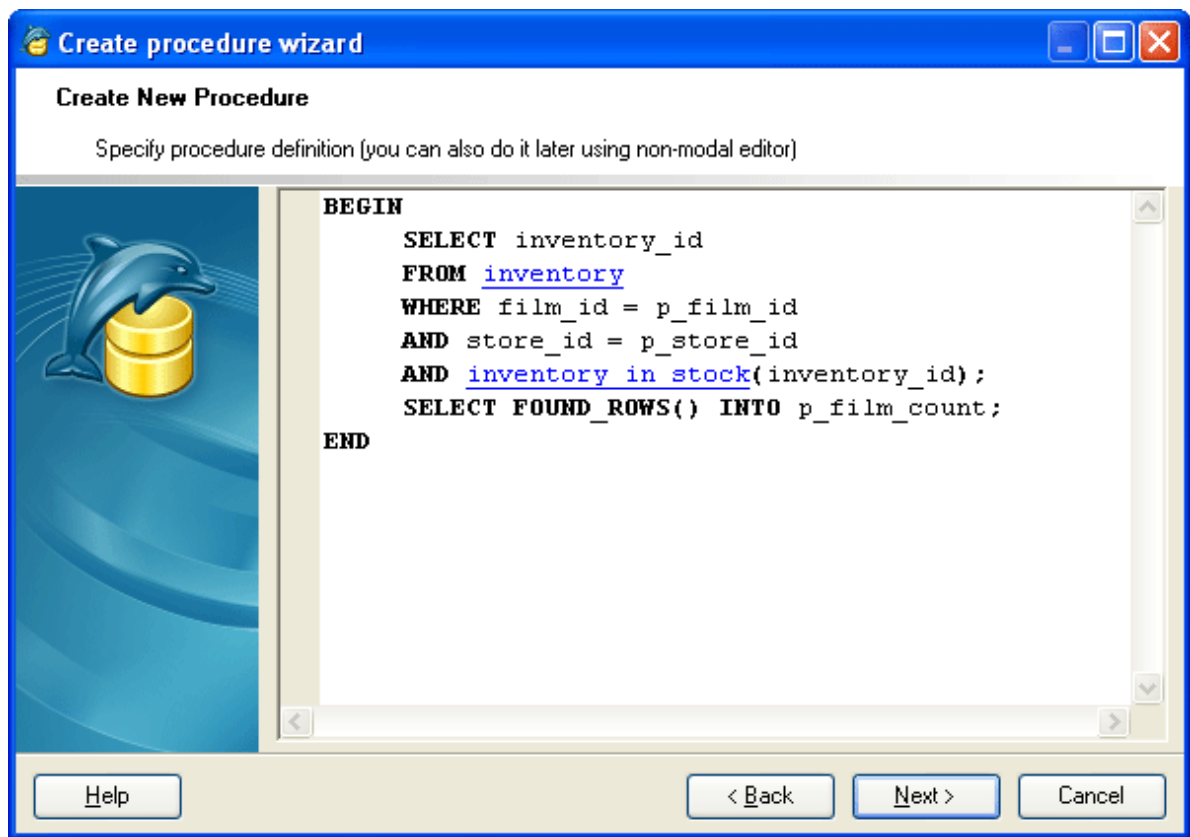 Create procedure wizard
Create New Procedure
Specify procedure definition (you can also do it later using non-modal editor)
BEGIN
SELECT inventory_id
FROM inventory
WHERE film_id = p_film_id
AND store_id = p_store_id
AND inventory_in_stock(inventory_id);
SELECT FOUND_ROWS() INTO p_film_count;
END
Help
< Back
Next >
Cancel